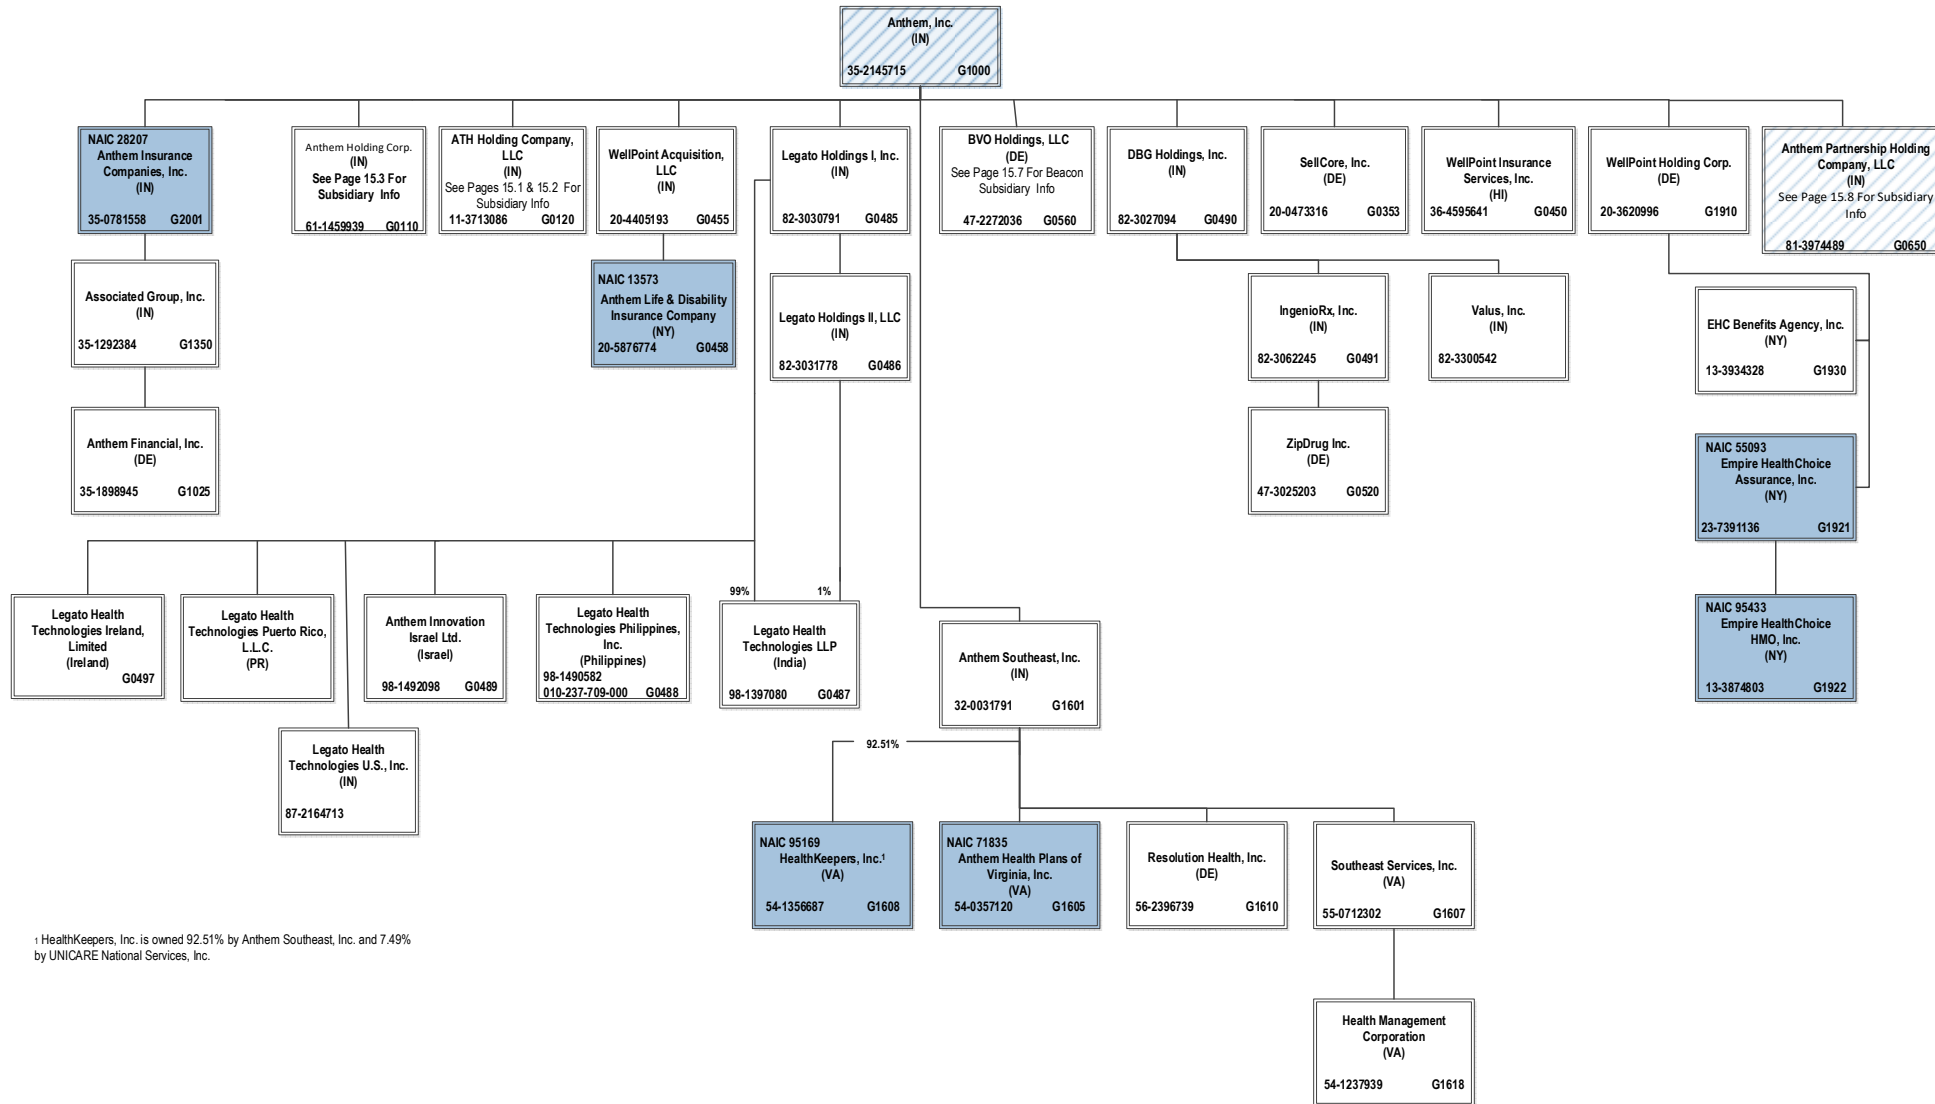 Anthem, Inc.
(IN)
35-2145715 G1000
NAIC 28207
Anthem Insurance
Companies, Inc.
(IN)
35-0781558 G2001
Anthem Holding Corp.
(IN)
See Page 15.3 For
Subsidiary Info
61-1459939 G0110
ATH Holding Company,
LLC
(IN)
See Pages 15.1 & 15.2 For
Subsidiary Info
11-3713086 G0120
WellPoint Acquisition,
LLC
(IN)
20-4405193 G0455
Legato Holdings I, Inc.
(IN)
82-3030791 G0485
BVO Holdings, LLC
(DE)
See Page 15.7 For Beacon
Subsidiary Info
47-2272036 G0560
DBG Holdings, Inc.
(IN)
82-3027094 G0490
SellCore, Inc.
(DE)
20-0473316 G0353
WellPoint Insurance
Services, Inc.
(HI)
36-4595641 G0450
WellPoint Holding Corp.
(DE)
20-3620996 G1910
Anthem Partnership Holding
Company, LLC
(IN)
See Page 15.8 For Subsidiary
Info
81-3974489 G0650
Associated Group, Inc.
(IN)
35-1292384 G1350
NAIC 13573
Anthem Life & Disability
Insurance Company
(NY)
20-5876774 G0458
Legato Holdings II, LLC
(IN)
82-3031778 G0486
IngenioRx, Inc.
(IN)
82-3062245 G0491
Valus, Inc.
(IN)
82-3300542
EHC Benefits Agency, Inc.
(NY)
13-3934328 G1930
Anthem Financial, Inc.
(DE)
35-1898945 G1025
ZipDrug Inc.
(DE)
47-3025203 G0520
NAIC 55093
Empire HealthChoice
Assurance, Inc.
(NY)
23-7391136 G1921
99% 1%
Legato Health
Technologies Ireland,
Limited
(Ireland)
G0497
Legato Health
Technologies Puerto Rico,
L.L.C.
(PR)
Anthem Innovation
Israel Ltd.
(Israel)
98-1492098 G0489
Legato Health
Technologies Philippines,
Inc.
(Philippines)
98-1490582
010-237-709-000 G0488
Legato Health
Technologies LLP
(India)
98-1397080 G0487
Anthem Southeast, Inc.
(IN)
32-0031791 G1601
NAIC 95433
Empire HealthChoice
HMO, Inc.
(NY)
13-3874803 G1922
Legato Health
Technologies U.S., Inc.
(IN)
87-2164713
92.51%
NAIC 95169
HealthKeepers, Inc.¹
(VA)
54-1356687 G1608
NAIC 71835
Anthem Health Plans of
Virginia, Inc.
(VA)
54-0357120 G1605
Resolution Health, Inc.
(DE)
56-2396739 G1610
Southeast Services, Inc.
(VA)
55-0712302 G1607
¹ HealthKeepers, Inc. is owned 92.51% by Anthem Southeast, Inc. and 7.49%
by UNICARE National Services, Inc.
Health Management
Corporation
(VA)
54-1237939 G1618